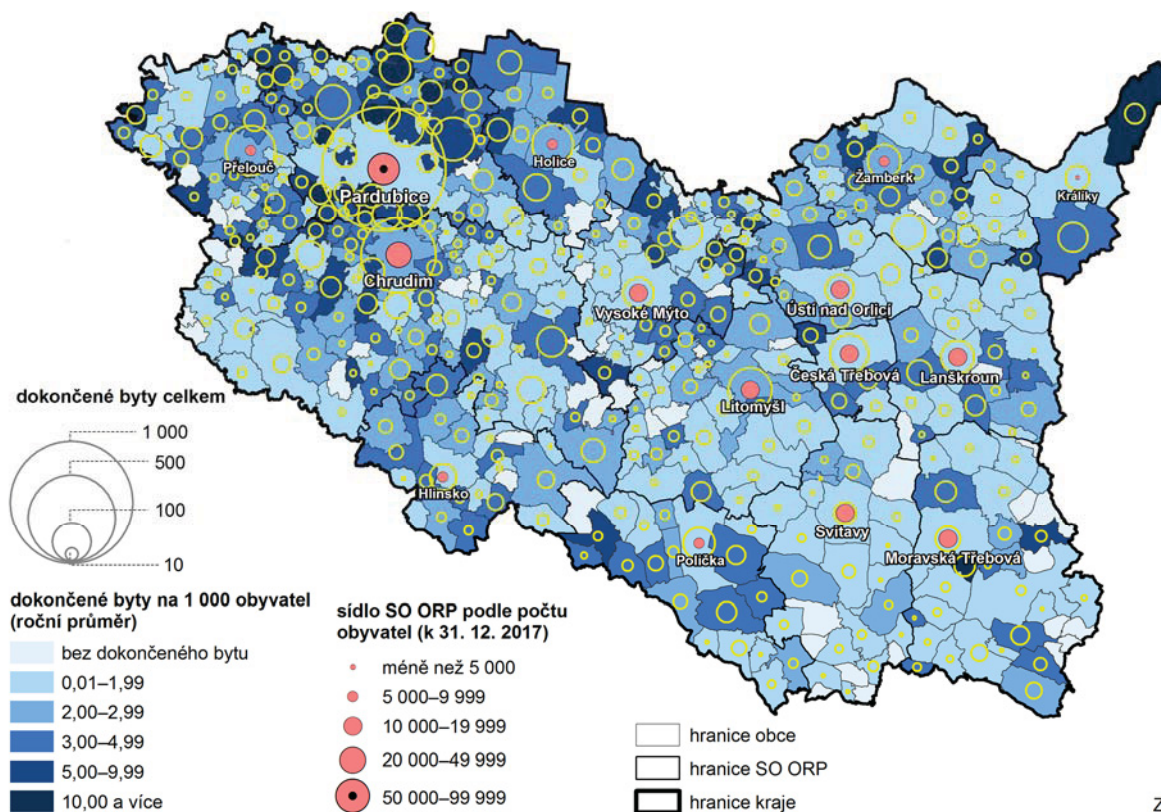 Přelouč
Pardubice
Holice
Žamberk
Králíky
Chrudim
Vysoké Mýto
Ústí nad Orlicí
Česká Třebová
Lanškroun
Litomyšl
Hlinsko
Svitavy
Polička
Moravská Třebová
dokončené byty celkem
1 000
500
100
10
dokončené byty na 1 000 obyvatel
(roční průměr)
bez dokončeného bytu
0,01–1,99
2,00–2,99
3,00–4,99
5,00–9,99
10,00 a více
sídlo SO ORP podle počtu
obyvatel (k 31. 12. 2017)
méně než 5 000
5 000–9 999
10 000–19 999
20 000–49 999
50 000–99 999
hranice obce
hranice SO ORP
hranice kraje
Z